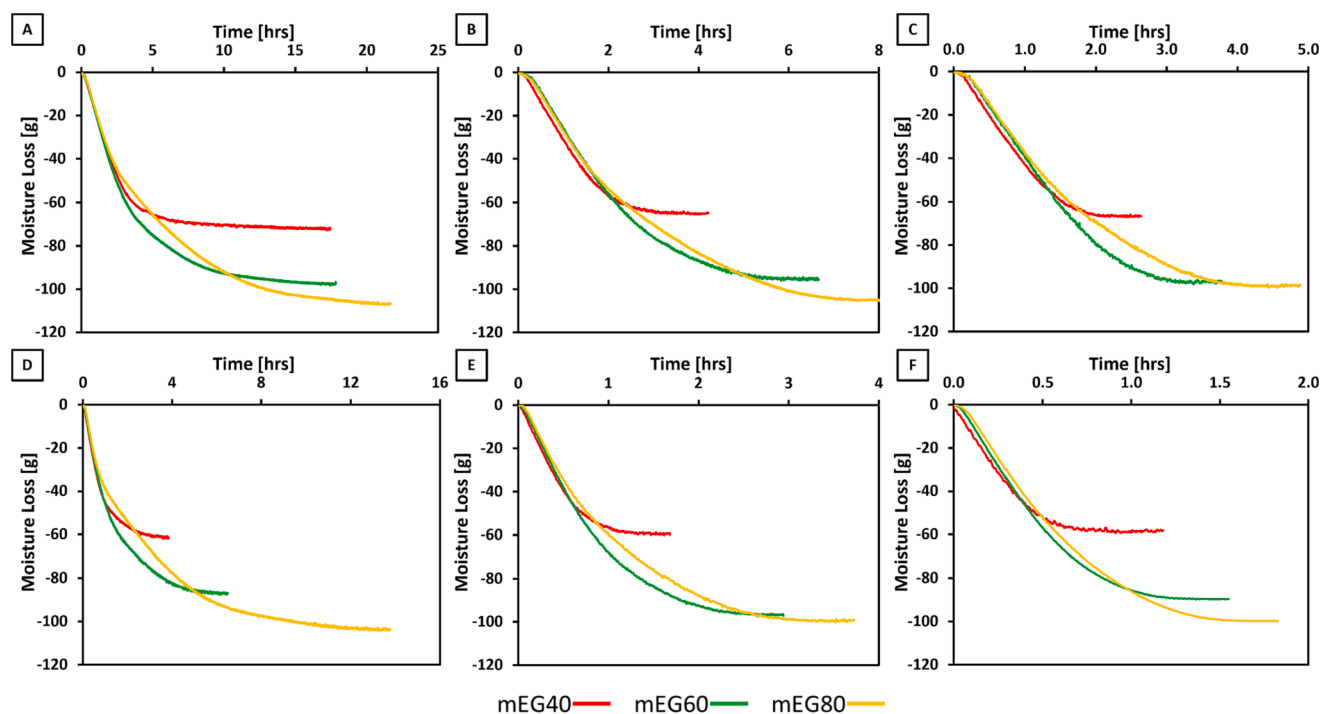 A
Time [hrs]
0 5 10 15 20 25
Moisture Loss [g]
0
-20
-40
-60
-80
-100
-120
B
Time [hrs]
0 2 4 6 8
Moisture Loss [g]
0
-20
-40
-60
-80
-100
-120
C
Time [hrs]
0.0 1.0 2.0 3.0 4.0 5.0
Moisture Loss [g]
0
-20
-40
-60
-80
-100
-120
D
Time [hrs]
0 4 8 12 16
Moisture Loss [g]
0
-20
-40
-60
-80
-100
-120
E
Time [hrs]
0 1 2 3 4
Moisture Loss [g]
0
-20
-40
-60
-80
-100
-120
F
Time [hrs]
0.0 0.5 1.0 1.5 2.0
Moisture Loss [g]
0
-20
-40
-60
-80
-100
-120
mEG40 mEG60 mEG80